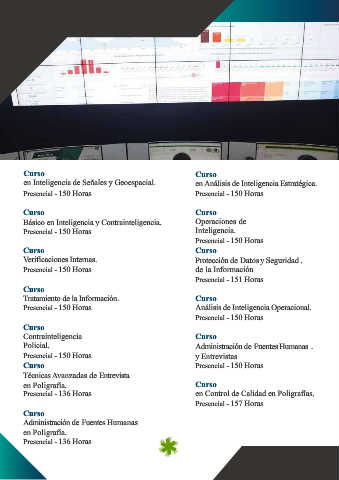 Curso
en Inteligencia de Señales y Geoespacial.
Presencial - 150 Horas
Curso
Básico en Inteligencia y Contrainteligencia.
Presencial - 150 Horas
Curso
Verificaciones Internas.
Presencial - 150 Horas
Curso
Tratamiento de la Información.
Presencial - 150 Horas
Curso
Contrainteligencia
Policial.
Presencial - 150 Horas
Curso
Técnicas Avanzadas de Entrevista
en Poligrafía.
Presencial - 136 Horas
Curso
Administración de Fuentes Humanas
en Poligrafía.
Presencial - 136 Horas
Curso
en Análisis de Inteligencia Estratégica.
Presencial - 150 Horas
Curso
Operaciones de
Inteligencia.
Presencial - 150 Horas
Curso
Protección de Datos y Seguridad .
de la Información
Presencial - 151 Horas
Curso
Análisis de Inteligencia Operacional.
Presencial - 150 Horas
Curso
Administración de Fuentes Humanas .
y Entrevistas
Presencial - 150 Horas
Curso
en Control de Calidad en Poligraffas.
Presencial - 157 Horas